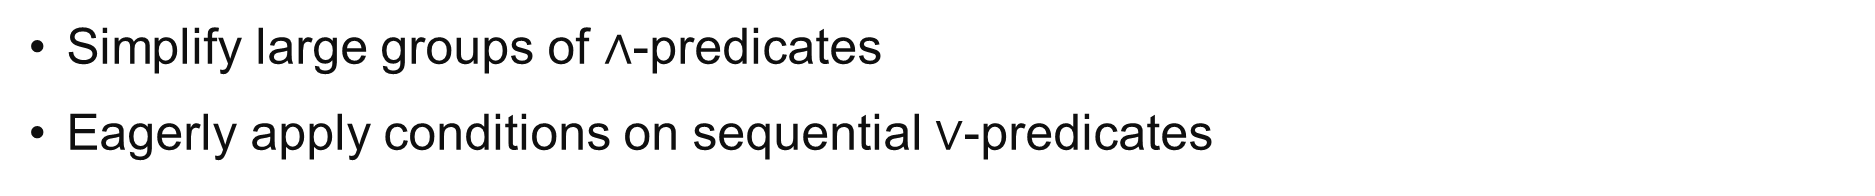 • Simplify large groups of ∧-predicates
• Eagerly apply conditions on sequential ∨-predicates